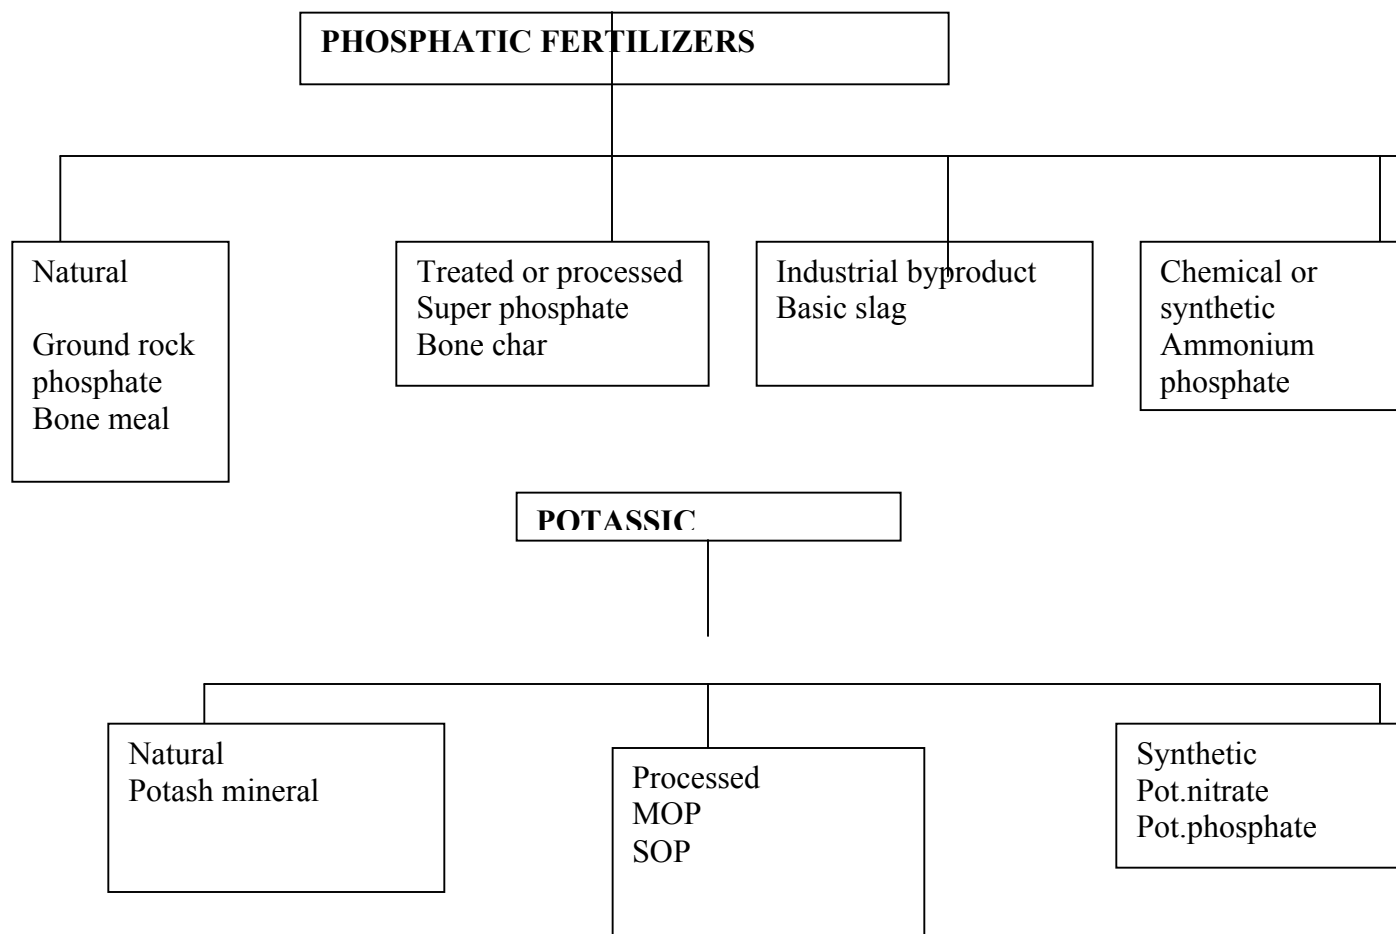 PHOSPHATIC FERTILIZERS
Natural
Ground rock
phosphate
Bone meal
Treated or processed
Super phosphate
Bone char
Industrial byproduct
Basic slag
Chemical or
synthetic
Ammonium
phosphate
POTASSIC
Natural
Potash mineral
Processed
MOP
SOP
Synthetic
Pot.nitrate
Pot.phosphate